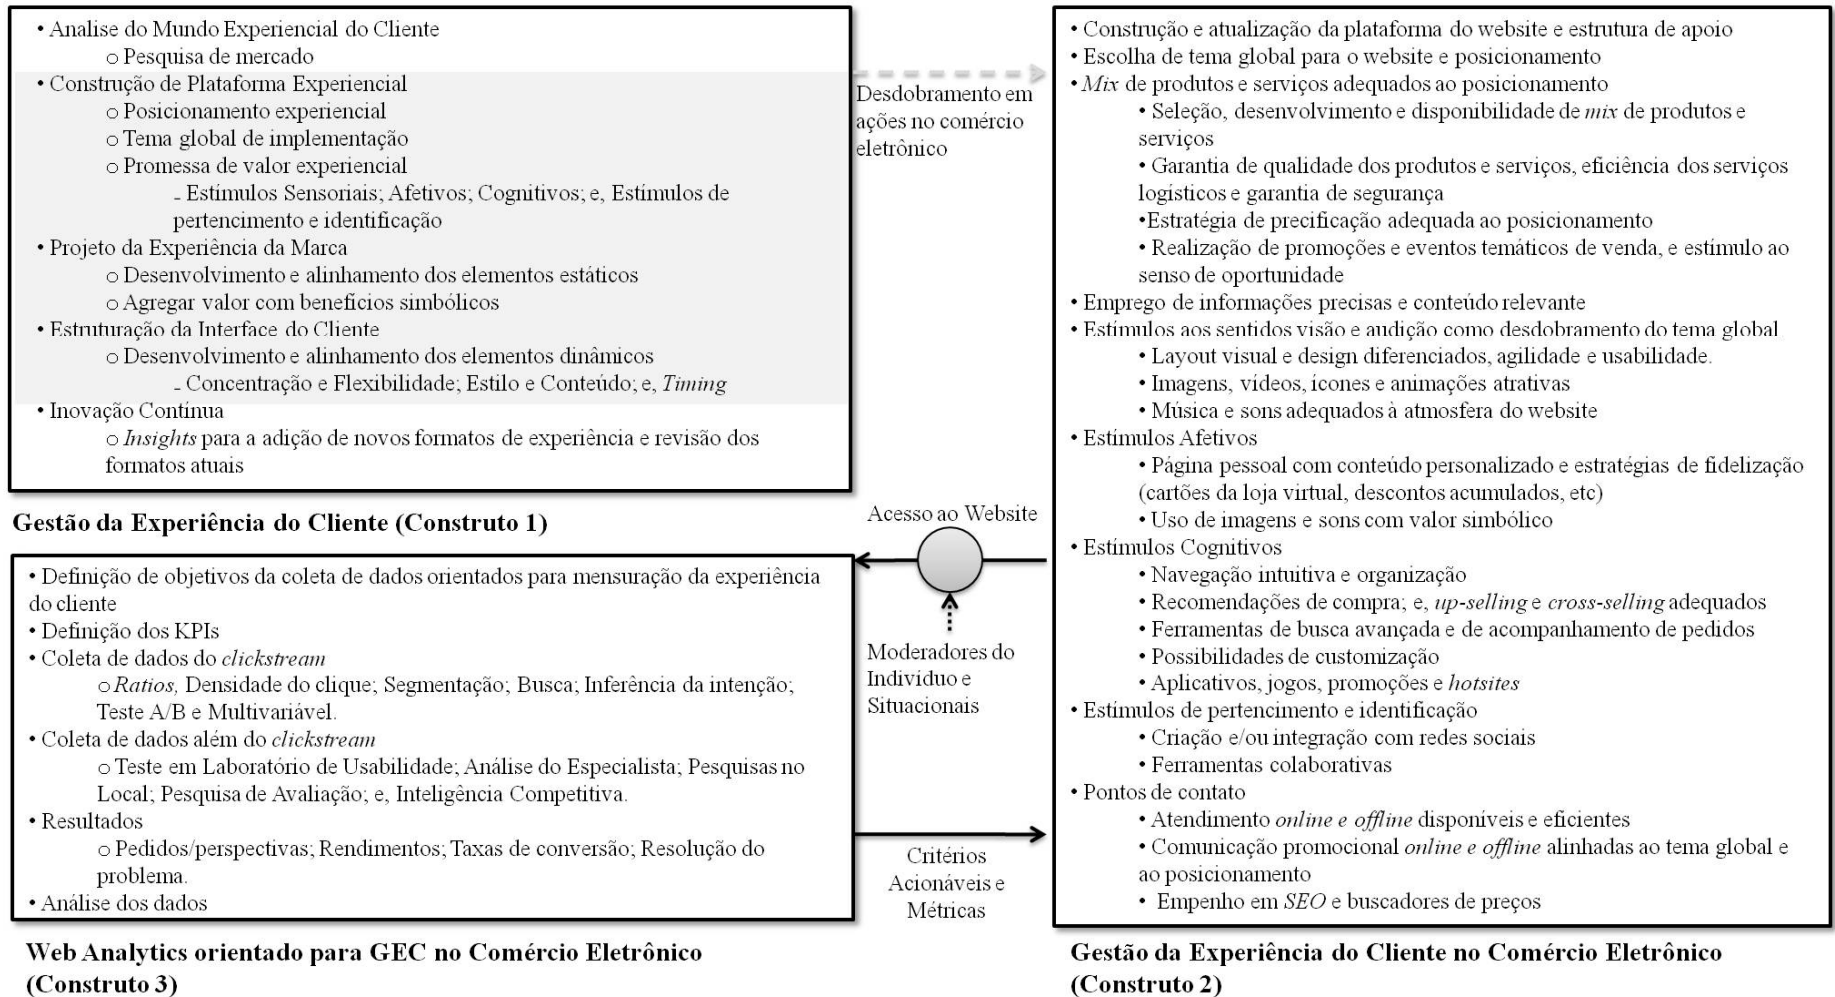 • Analise do Mundo Experiencial do Cliente
o Pesquisa de mercado
• Construção de Plataforma Experiencial
o Posicionamento experiencial
o Tema global de implementação
o Promessa de valor experiencial
- Estímulos Sensoriais; Afetivos; Cognitivos; e, Estímulos de
pertencimento e identificação
• Projeto da Experiência da Marca
o Desenvolvimento e alinhamento dos elementos estáticos
o Agregar valor com benefícios simbólicos
• Estruturação da Interface do Cliente
o Desenvolvimento e alinhamento dos elementos dinâmicos
- Concentração e Flexibilidade; Estilo e Conteúdo; e, Timing
• Inovação Contínua
o Insights para a adição de novos formatos de experiência e revisão dos
formatos atuais
Gestão da Experiência do Cliente (Construto 1)
Desdobramento em
ações no comércio
eletrônico
• Construção e atualização da plataforma do website e estrutura de apoio
• Escolha de tema global para o website e posicionamento
• Mix de produtos e serviços adequados ao posicionamento
• Seleção, desenvolvimento e disponibilidade de mix de produtos e
serviços
• Garantia de qualidade dos produtos e serviços, eficiência dos serviços
logísticos e garantia de segurança
•Estratégia de precificação adequada ao posicionamento
• Realização de promoções e eventos temáticos de venda, e estímulo ao
senso de oportunidade
• Emprego de informações precisas e conteúdo relevante
• Estímulos aos sentidos visão e audição como desdobramento do tema global
• Layout visual e design diferenciados, agilidade e usabilidade.
• Imagens, vídeos, ícones e animações atrativas
• Música e sons adequados à atmosfera do website
• Estímulos Afetivos
• Página pessoal com conteúdo personalizado e estratégias de fidelização
(cartões da loja virtual, descontos acumulados, etc)
• Uso de imagens e sons com valor simbólico
• Estímulos Cognitivos
• Navegação intuitiva e organização
• Recomendações de compra; e, up-selling e cross-selling adequados
• Ferramentas de busca avançada e de acompanhamento de pedidos
• Possibilidades de customização
• Aplicativos, jogos, promoções e hotsites
• Estímulos de pertencimento e identificação
• Criação e/ou integração com redes sociais
• Ferramentas colaborativas
• Pontos de contato
• Atendimento online e offline disponíveis e eficientes
• Comunicação promocional online e offline alinhadas ao tema global e
ao posicionamento
• Empenho em SEO e buscadores de preços
Gestão da Experiência do Cliente no Comércio Eletrônico
(Construto 2)
Acesso ao Website
Moderadores do
Indivíduo e
Situacionais
• Definição de objetivos da coleta de dados orientados para mensuração da experiência
do cliente
• Definição dos KPIs
• Coleta de dados do clickstream
o Ratios, Densidade do clique; Segmentação; Busca; Inferência da intenção;
Teste A/B e Multivariável.
• Coleta de dados além do clickstream
o Teste em Laboratório de Usabilidade; Análise do Especialista; Pesquisas no
Local; Pesquisa de Avaliação; e, Inteligência Competitiva.
• Resultados
o Pedidos/perspectivas; Rendimentos; Taxas de conversão; Resolução do
problema.
• Análise dos dados
Web Analytics orientado para GEC no Comércio Eletrônico
(Construto 3)
Critérios
Acionáveis e
Métricas